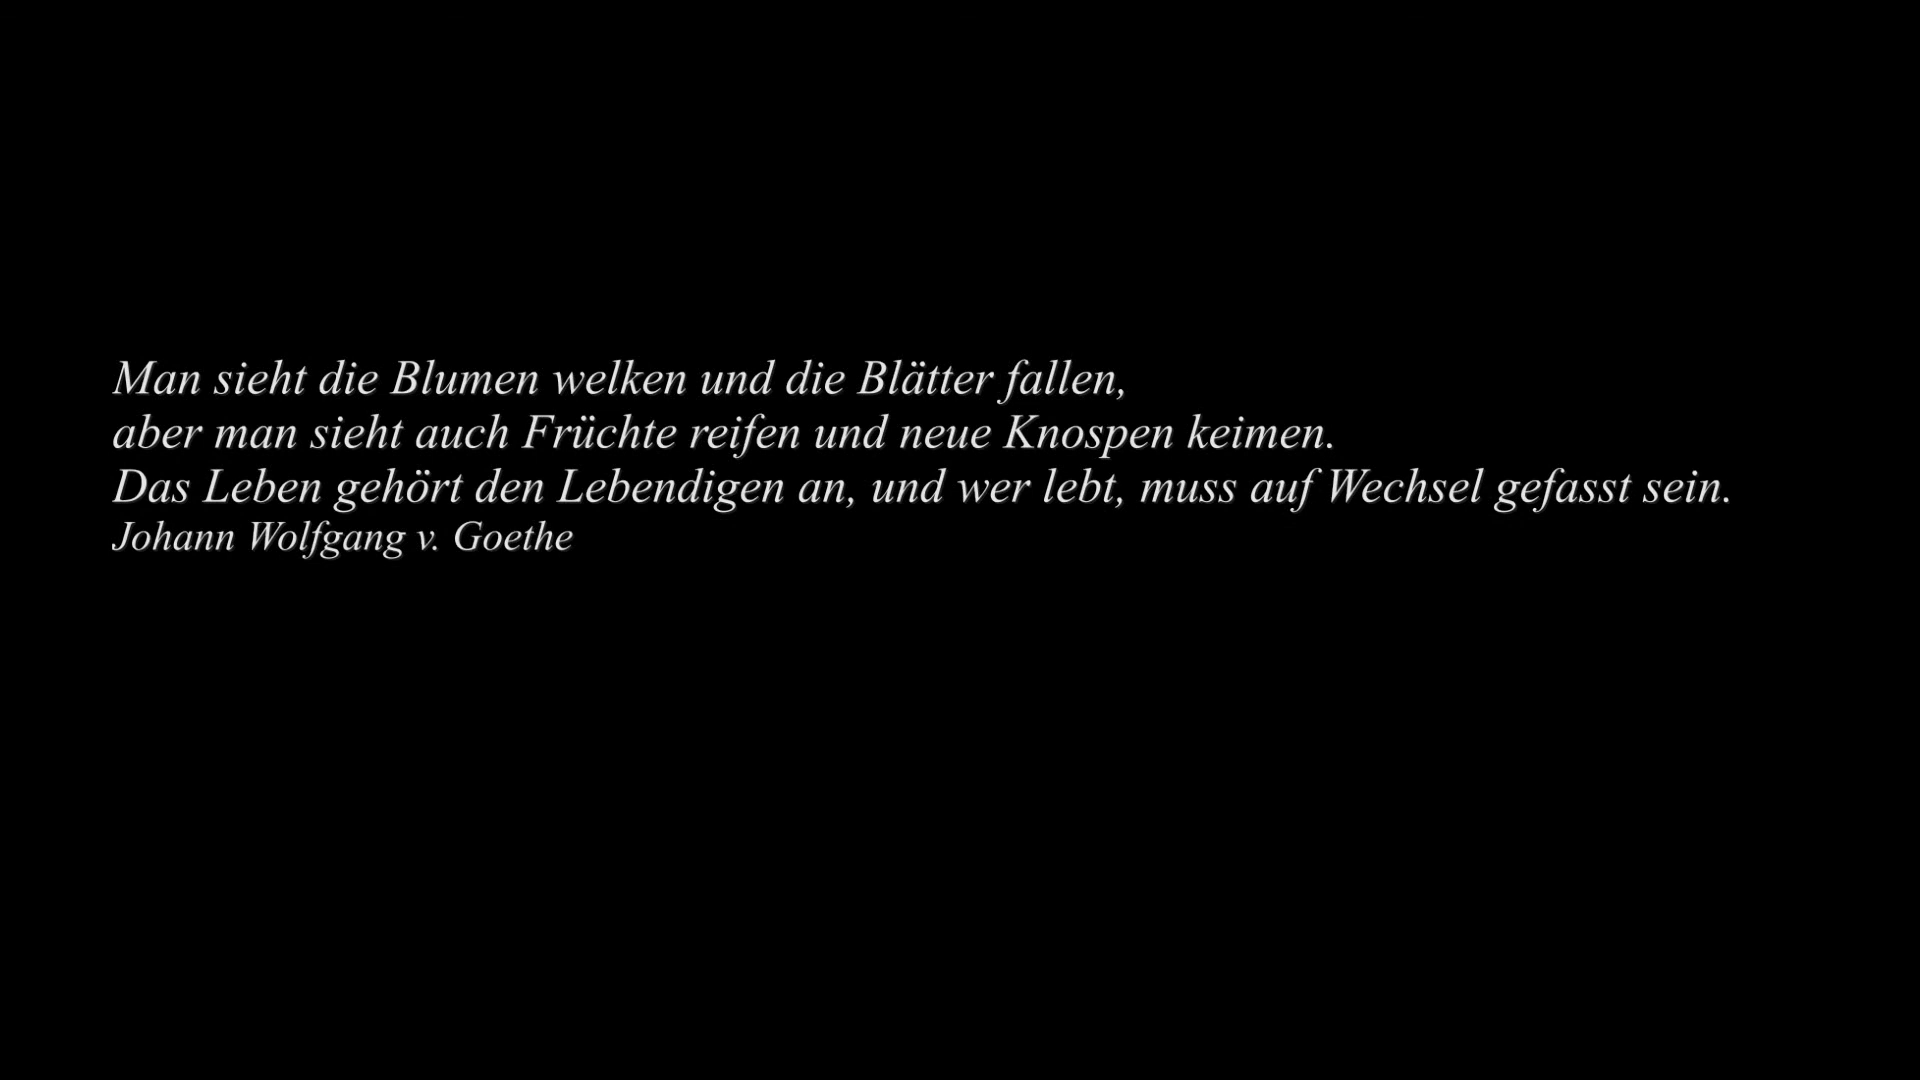 Man sieht die Blumen welken und die Blätter fallen,
aber man sieht auch Früchte reifen und neue Knospen keimen.
Das Leben gehört den Lebendigen an, und wer lebt, muss auf Wechsel gefasst sein.
Johann Wolfgang v. Goethe